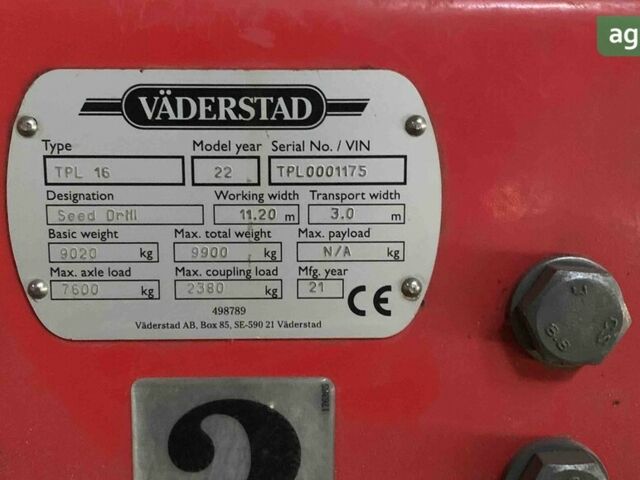 ag
VÄDERSTAD
Type Model year Serial No. / VIN
TPL 16 22 TPL0001175
Designation Working width Transport width
Seed Drill 11.20 m 3.0 m
Basic weight Max. total weight Max. payload
9020 kg 9900 kg N/A kg
Max. axle load Max. coupling load Mfg. year
7600 kg 2380 kg 21 CE
498789
Väderstad AB, Box 85, SE-590 21 Väderstad
8.8
2